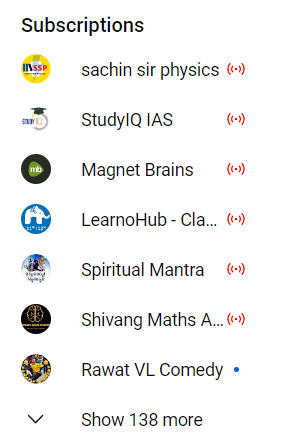 Subscriptions
sachin sir physics
StudyIQ IAS
Magnet Brains
LearnoHub - Cla...
Spiritual Mantra
Shivang Maths A...
Rawat VL Comedy
Show 138 more